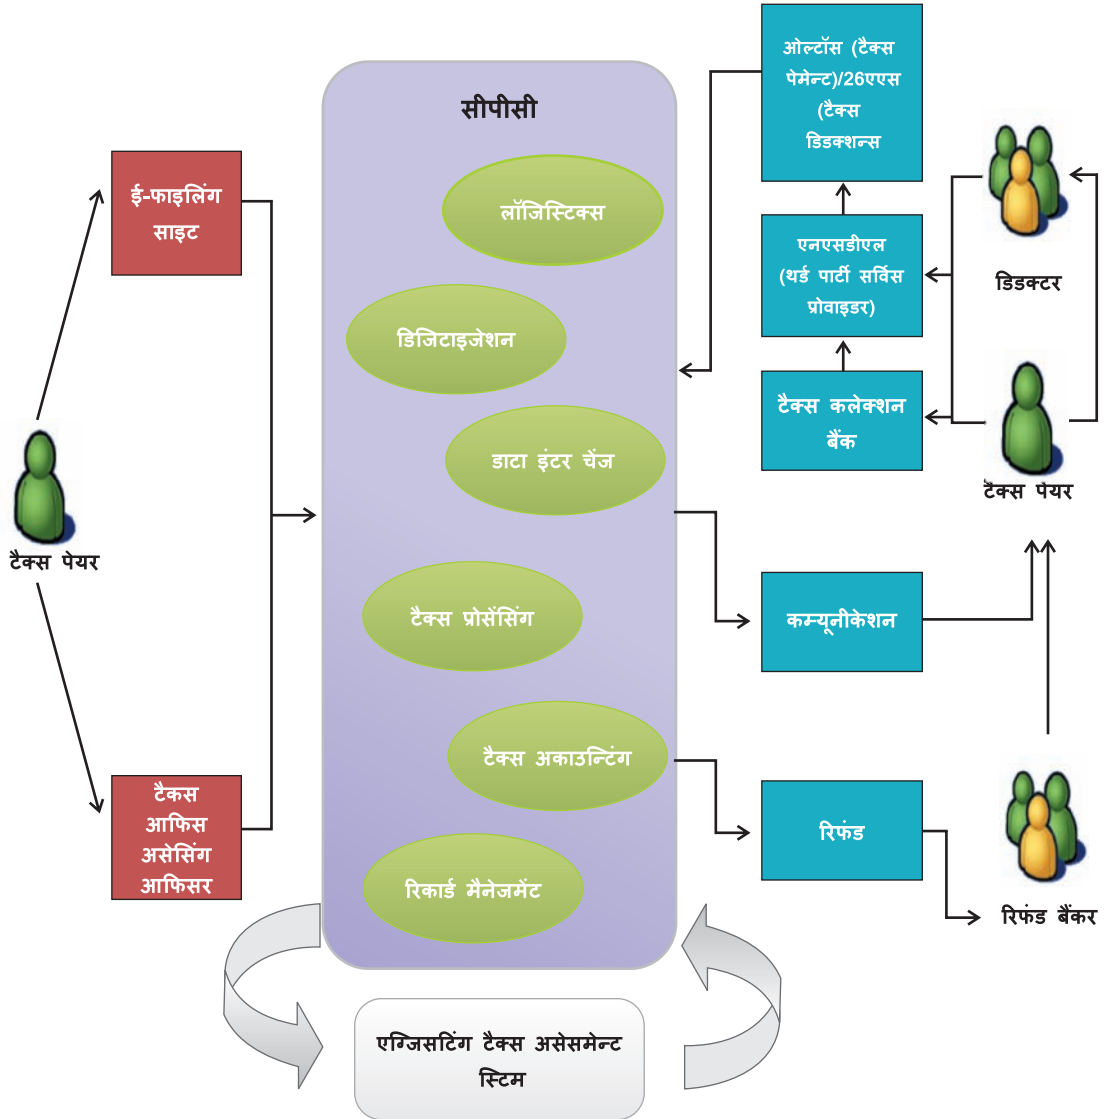 सीपीसी
लॉजिस्टिक्स
डिजिटाइजेशन
डाटा इंटर चेंज
टैक्स प्रोसेंसिंग
टैक्स अकाउन्टिंग
रिकार्ड मैनेजमेंट
ई-फाइलिंग
साइट
टैक्स पेयर
टैकस
आफिस
असेसिंग
आफिसर
ओल्टॉस (टैक्स
पेमेन्ट)/26एएस
(टैक्स
डिडक्शन्स
एनएसडीएल
(थर्ड पार्टी सर्विस
प्रोवाइडर)
टैक्स कलेक्शन
बैंक
डिडक्टर
टैक्स पेयर
कम्यूनीकेशन
रिफंड
रिफंड बैंकर
एग्जिसटिंग टैक्स असेसमेन्ट
स्टिम